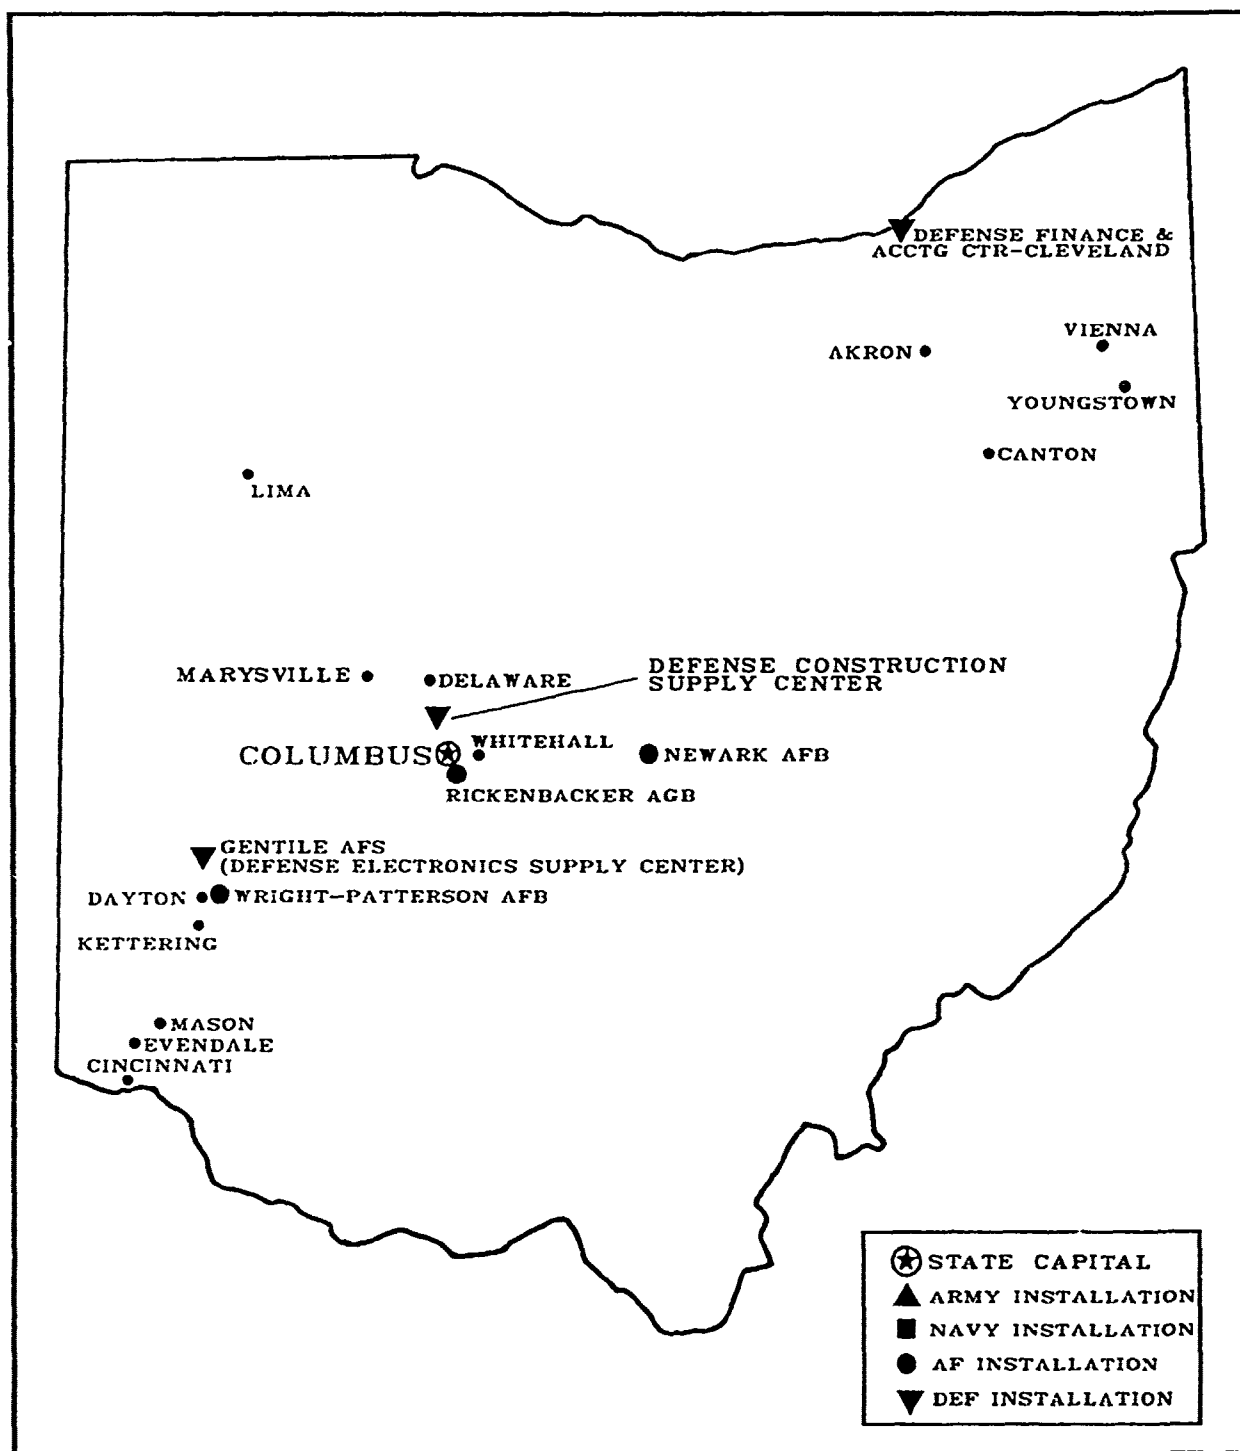 DEFENSE FINANCE &
ACCTG CTR-CLEVELAND
VIENNA
AKRON
YOUNGSTOWN
CANTON
LIMA
MARYSVILLE
DELAWARE
DEFENSE CONSTRUCTION
SUPPLY CENTER
COLUMBUS
WHITEHALL
NEWARK AFB
RICKENBACKER AGB
GENTILE AFS
(DEFENSE ELECTRONICS SUPPLY CENTER)
DAYTON
WRIGHT-PATTERSON AFB
KETTERING
MASON
EVENDALE
CINCINNATI
STATE CAPITAL
ARMY INSTALLATION
NAVY INSTALLATION
AF INSTALLATION
DEF INSTALLATION